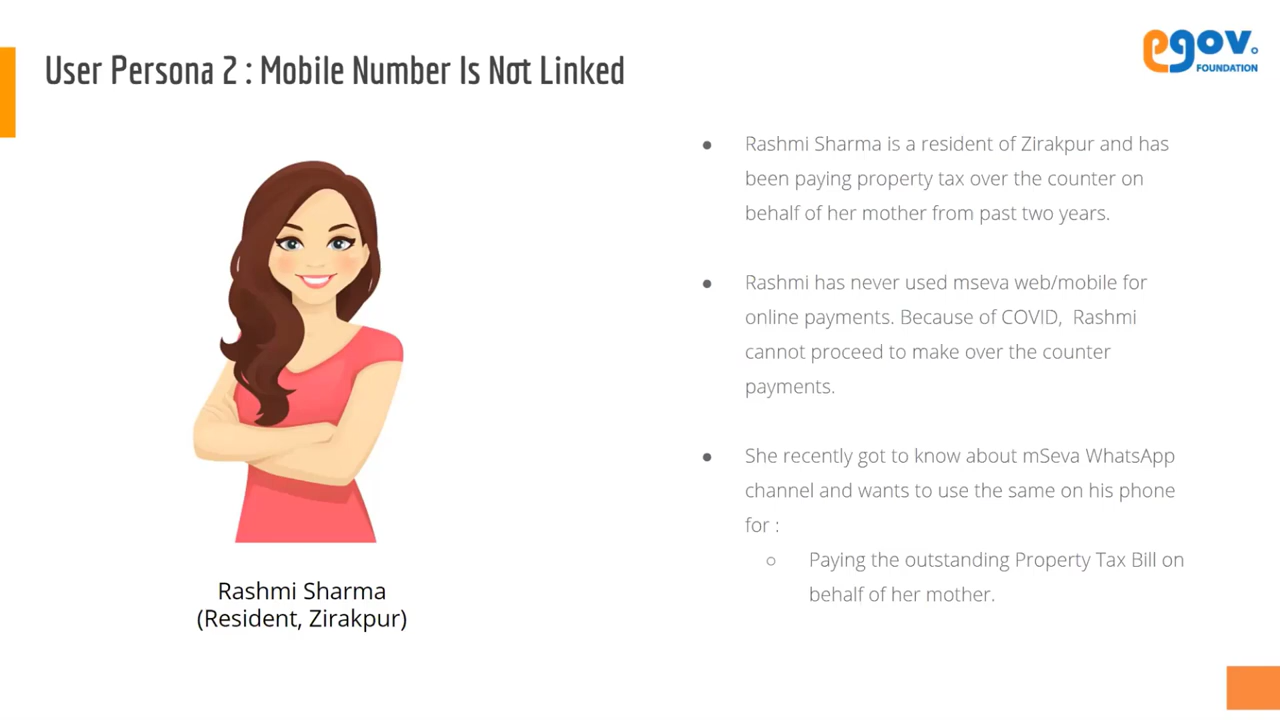 User Persona 2 : Mobile Number Is Not Linked
egov.
FOUNDATION
● Rashmi Sharma is a resident of Zirakpur and has
been paying property tax over the counter on
behalf of her mother from past two years.
● Rashmi has never used mseva web/mobile for
online payments. Because of COVID, Rashmi
cannot proceed to make over the counter
payments.
● She recently got to know about mSeva WhatsApp
channel and wants to use the same on his phone
for :
○ Paying the outstanding Property Tax Bill on
behalf of her mother.
Rashmi Sharma
(Resident, Zirakpur)